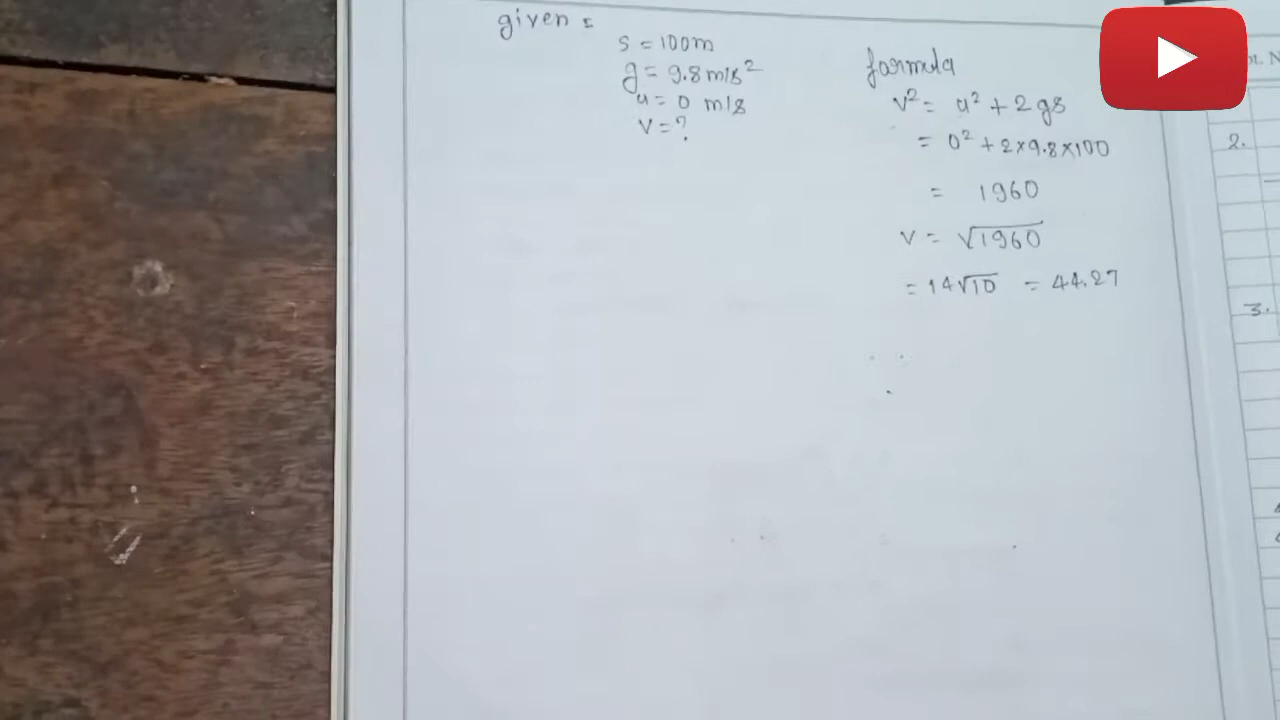 given =
s = 100m
g = 9.8 m/s²
u = 0 m/s
v = ?
formula
v² = u² + 2gs
= 0² + 2×9.8×100
= 1960
v = √1960
= 14√10 = 44.27
2.
3.